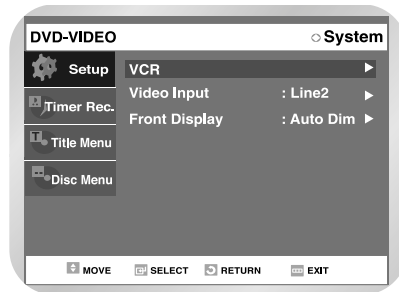 DVD-VIDEO System
Setup
Timer Rec.
Title Menu
Disc Menu
VCR
Video Input : Line2
Front Display : Auto Dim
MOVE SELECT RETURN EXIT